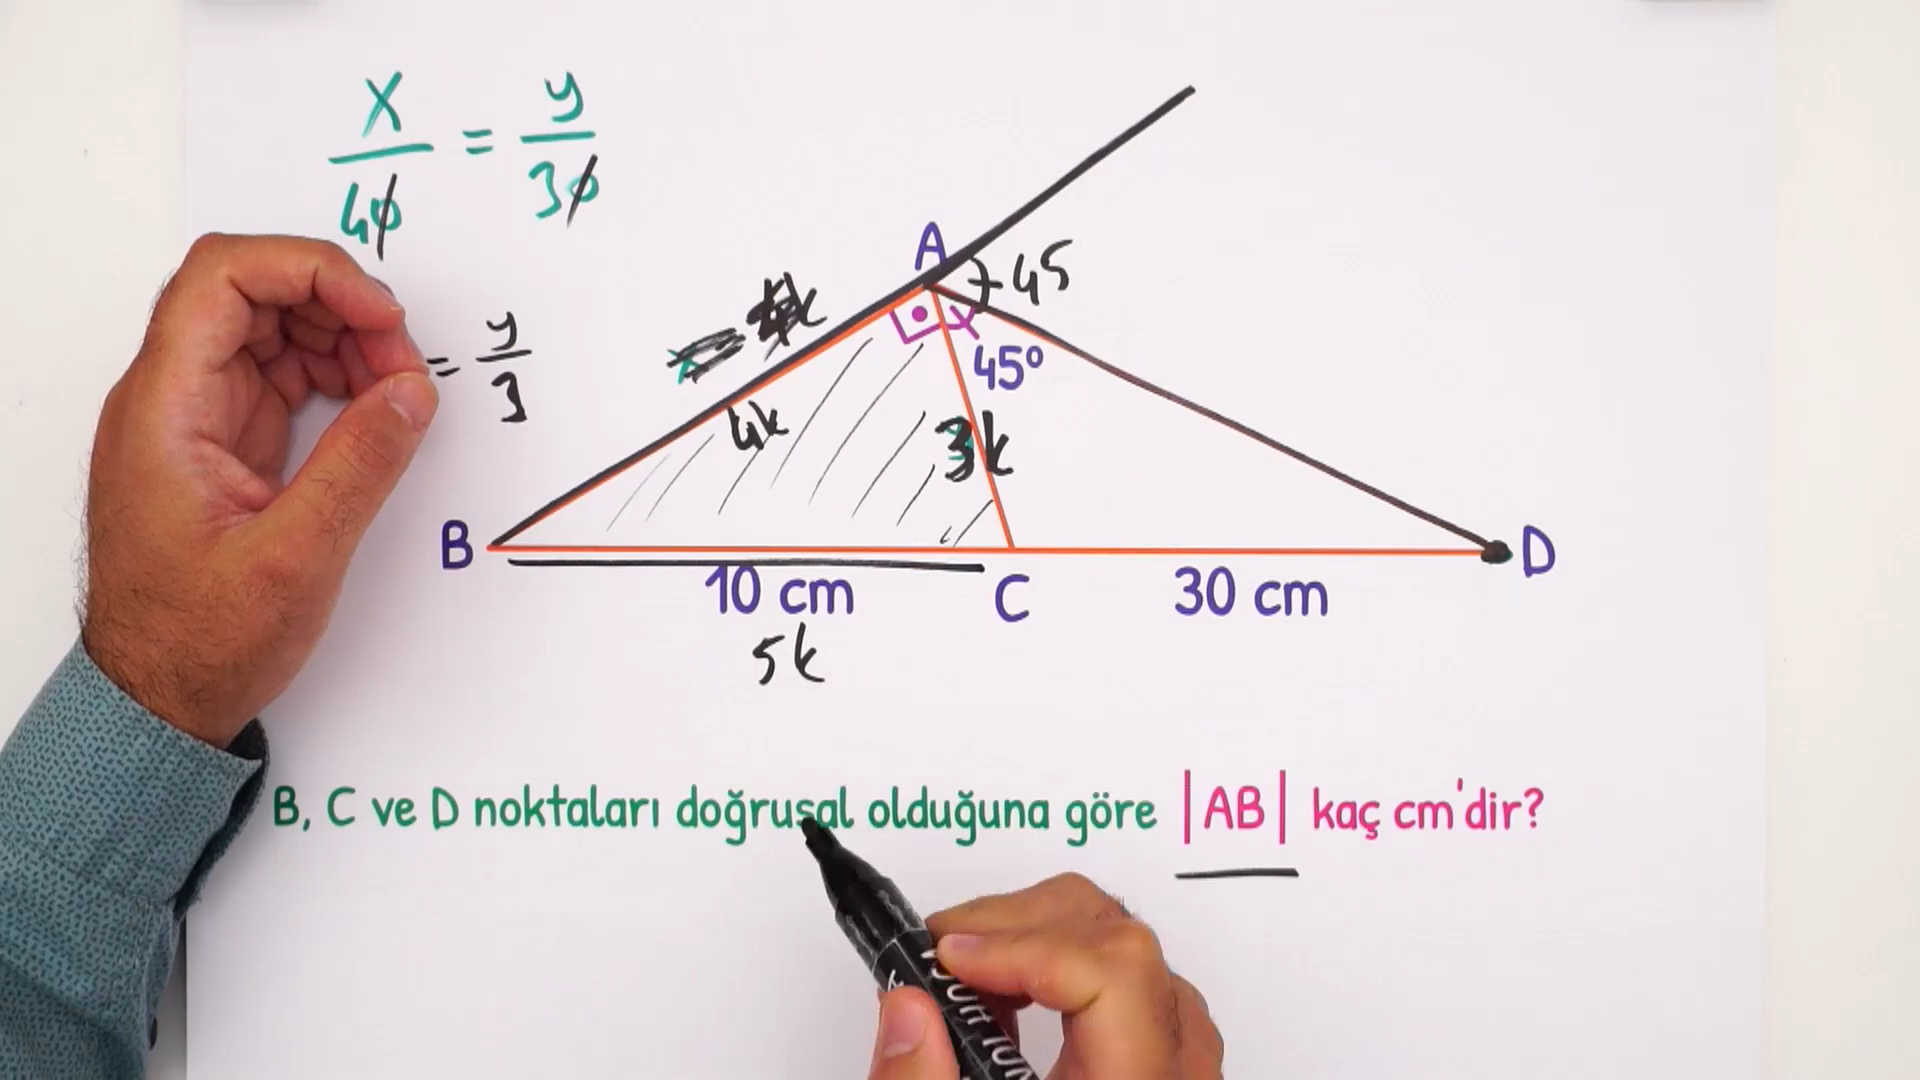 x/40 = y/30
= y/3
A
45
4k
45°
4k
3k
B
D
10 cm
C
30 cm
5k
B, C ve D noktaları doğrusal olduğuna göre |AB| kaç cm'dir?